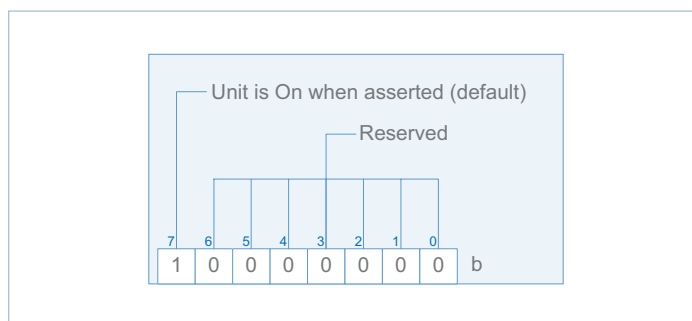 Unit is On when asserted (default)
Reserved
7 6 5 4 3 2 1 0
1 0 0 0 0 0 0 0 b